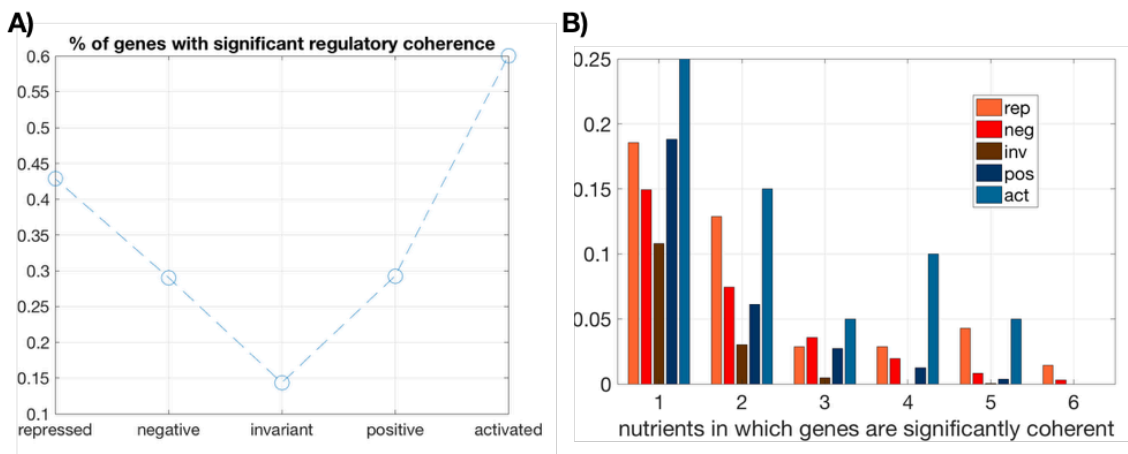 A)
% of genes with significant regulatory coherence
0.6
0.55
0.5
0.45
0.4
0.35
0.3
0.25
0.2
0.15
0.1
repressed negative invariant positive activated
B)
0.25
0.2
0.15
0.1
0.05
0
rep
neg
inv
pos
act
1 2 3 4 5 6
nutrients in which genes are significantly coherent